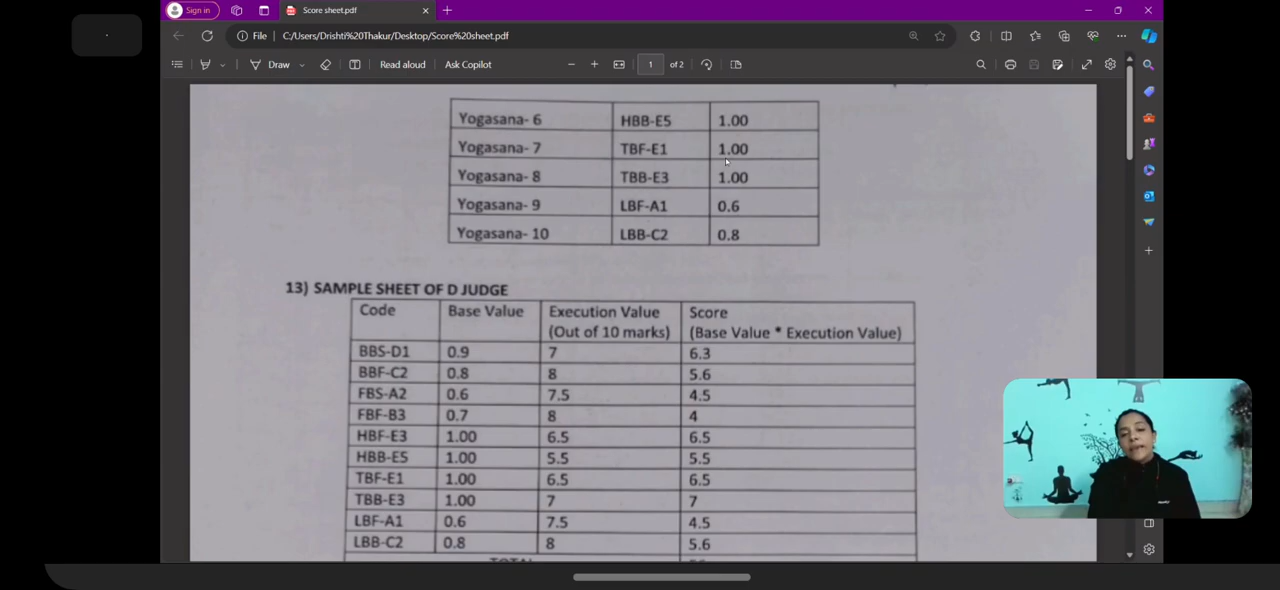 Sign in
Score sheet.pdf
File
C:/Users/Drishti%20Thakur/Desktop/Score%20sheet.pdf
Draw
Read aloud
Ask Copilot
1
of 2
Yogasana- 6 HBB-E5 1.00
Yogasana- 7 TBF-E1 1.00
Yogasana- 8 TBB-E3 1.00
Yogasana- 9 LBF-A1 0.6
Yogasana- 10 LBB-C2 0.8
13) SAMPLE SHEET OF D JUDGE
Code Base Value Execution Value Score
(Out of 10 marks) (Base Value * Execution Value)
BBS-D1 0.9 7 6.3
BBF-C2 0.8 8 5.6
FBS-A2 0.6 7.5 4.5
FBF-B3 0.7 8 4
HBF-E3 1.00 6.5 6.5
HBB-E5 1.00 5.5 5.5
TBF-E1 1.00 6.5 6.5
TBB-E3 1.00 7 7
LBF-A1 0.6 7.5 4.5
LBB-C2 0.8 8 5.6
TOTAL